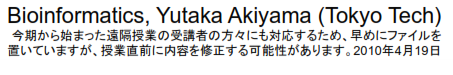 Bioinformatics, Yutaka Akiyama (Tokyo Tech)
今期から始まった遠隔授業の受講者の方々にも対応するため、早めにファイルを
置いていますが、授業直前に内容を修正する可能性があります。2010年4月19日